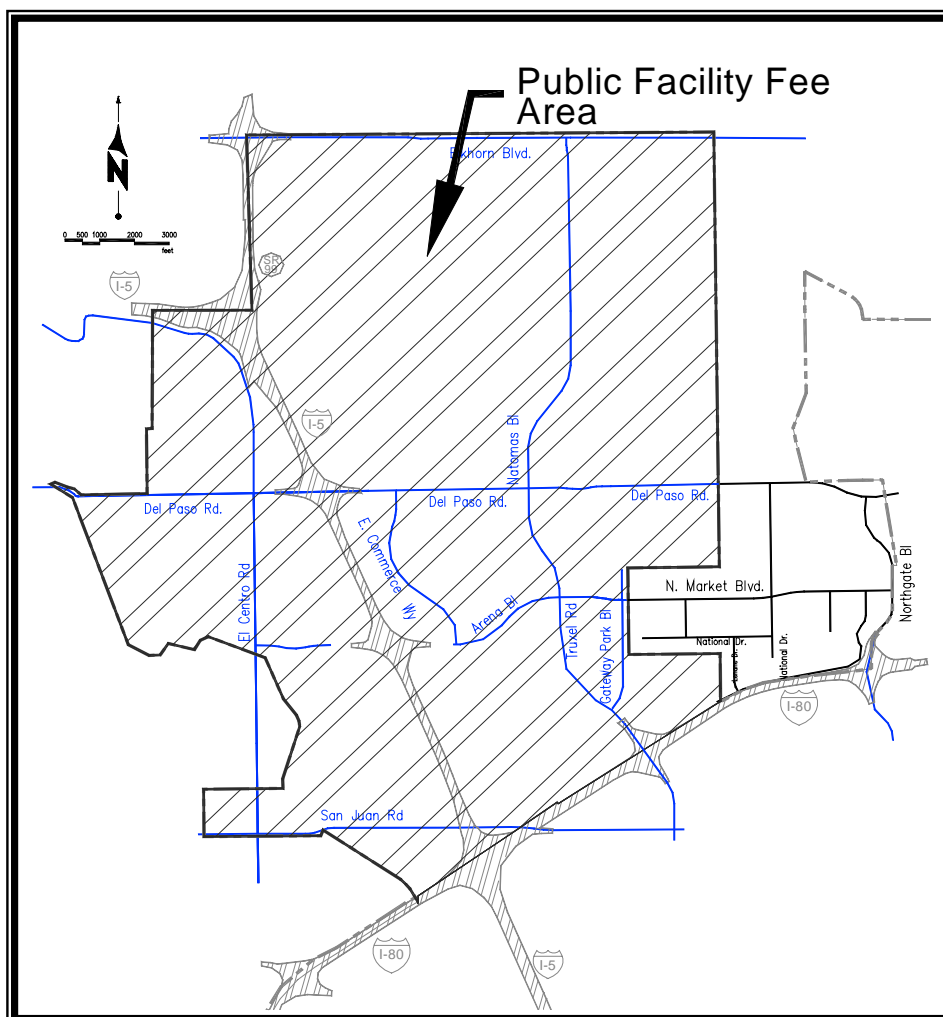 Public Facility Fee
Area
N
Elkhorn Blvd.
0 500 1000 2000 3000
feet
SR
99
I-5
I-5
Natomas Bl
Del Paso Rd.
Del Paso Rd.
Del Paso Rd.
E. Commerce Wy
El Centro Rd
Arena Bl
Truxel Rd
Gateway Park Bl
N. Market Blvd.
Northgate Bl
National Dr.
National Dr.
I-80
San Juan Rd
I-80
I-5